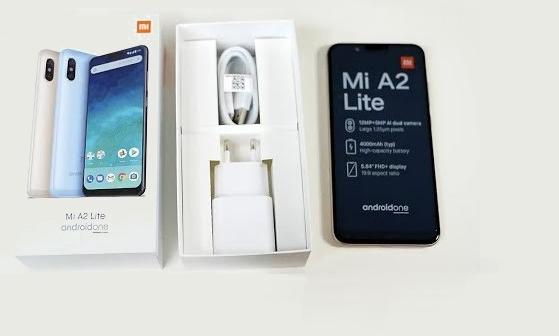 mi
Mi A2 Lite
androidone
mi
Mi A2
Lite
12MP+5MP AI dual camera
Large 1.25μm pixels
4000mAh (typ)
high-capacity battery
5.84" FHD+ display
19:9 aspect ratio
androidone